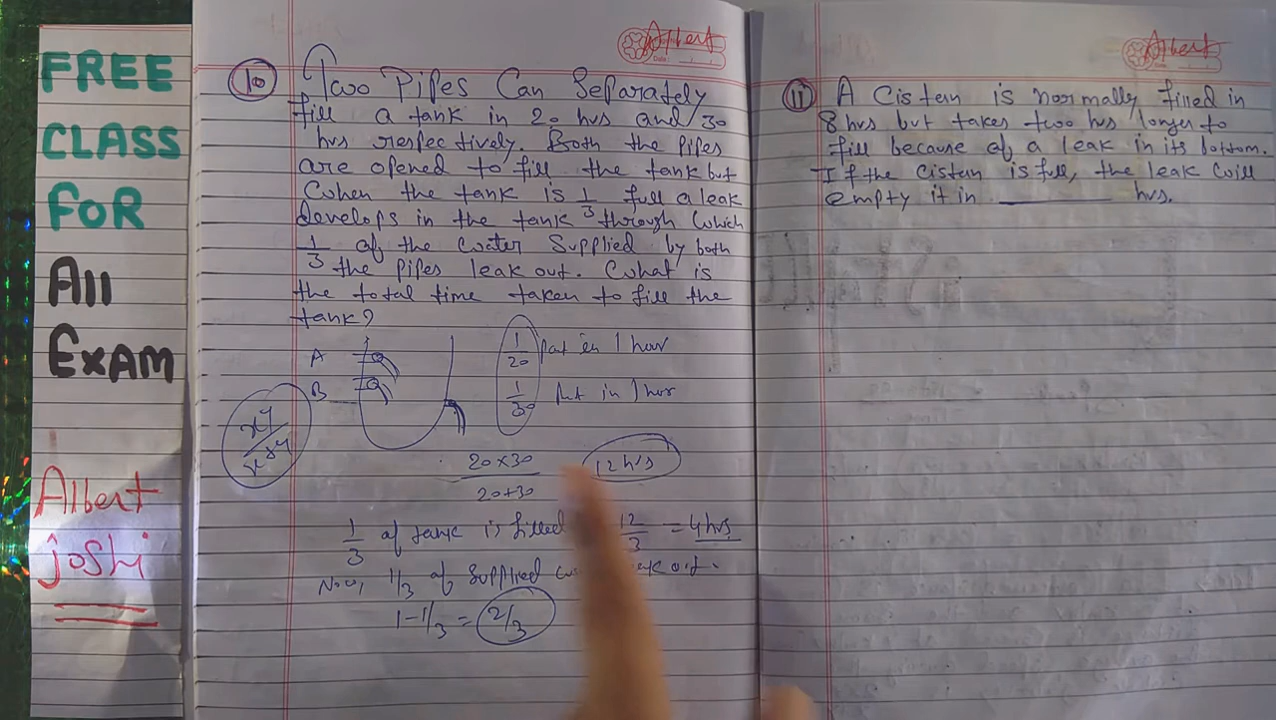 FREE
CLASS
FoR
All
ExAM
Albert
joshi
Albert
10 Two Pipes Can Separately
fill a tank in 20 hrs and 30
hrs respectively. Both the pipes
are opened to fill the tank but
when the tank is 1/3 full a leak
develops in the tank through which
1/3 of the water supplied by both
the pipes leak out. What is
the total time taken to fill the
tank?
A
B
1/20 part in 1 hour
1/30 part in 1 hour
xy/x+y
20×30/20+30
12 hrs
1/3 of tank is filled 12/3 = 4 hrs
Now, 1/3 of supplied out.
1-1/3 = 2/3
Albert
11 A Cistern is normally filled in
8 hrs but takes two hrs longer to
fill because of a leak in its bottom.
If the cistern is full, the leak will
empty it in ______ hrs.